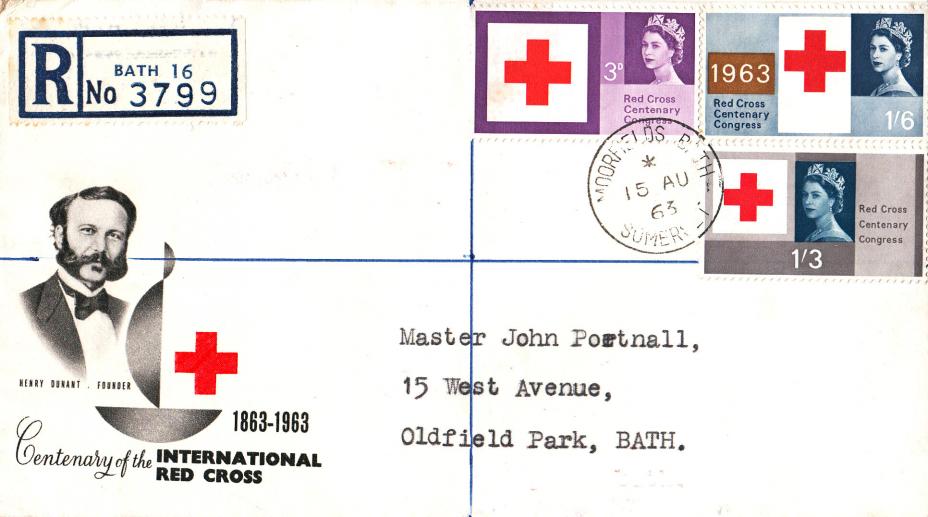 R
BATH 16
No 3799
3D
Red Cross
Centenary
Congress
1963
Red Cross
Centenary
Congress
1/6
Red Cross
Centenary
Congress
1/3
MOORFIELDS. BATH
*
15 AU
63
HENRY DUNANT . FOUNDER
1863-1963
Centenary of the INTERNATIONAL
RED CROSS
Master John Portnall,
15 West Avenue,
Oldfield Park, BATH.